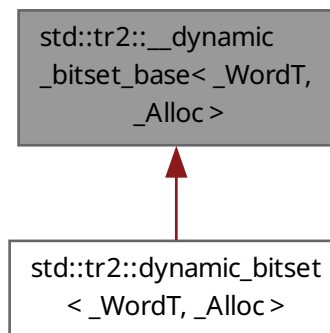 std::tr2::__dynamic
_bitset_base< _WordT,
_Alloc >
std::tr2::dynamic_bitset
< _WordT, _Alloc >